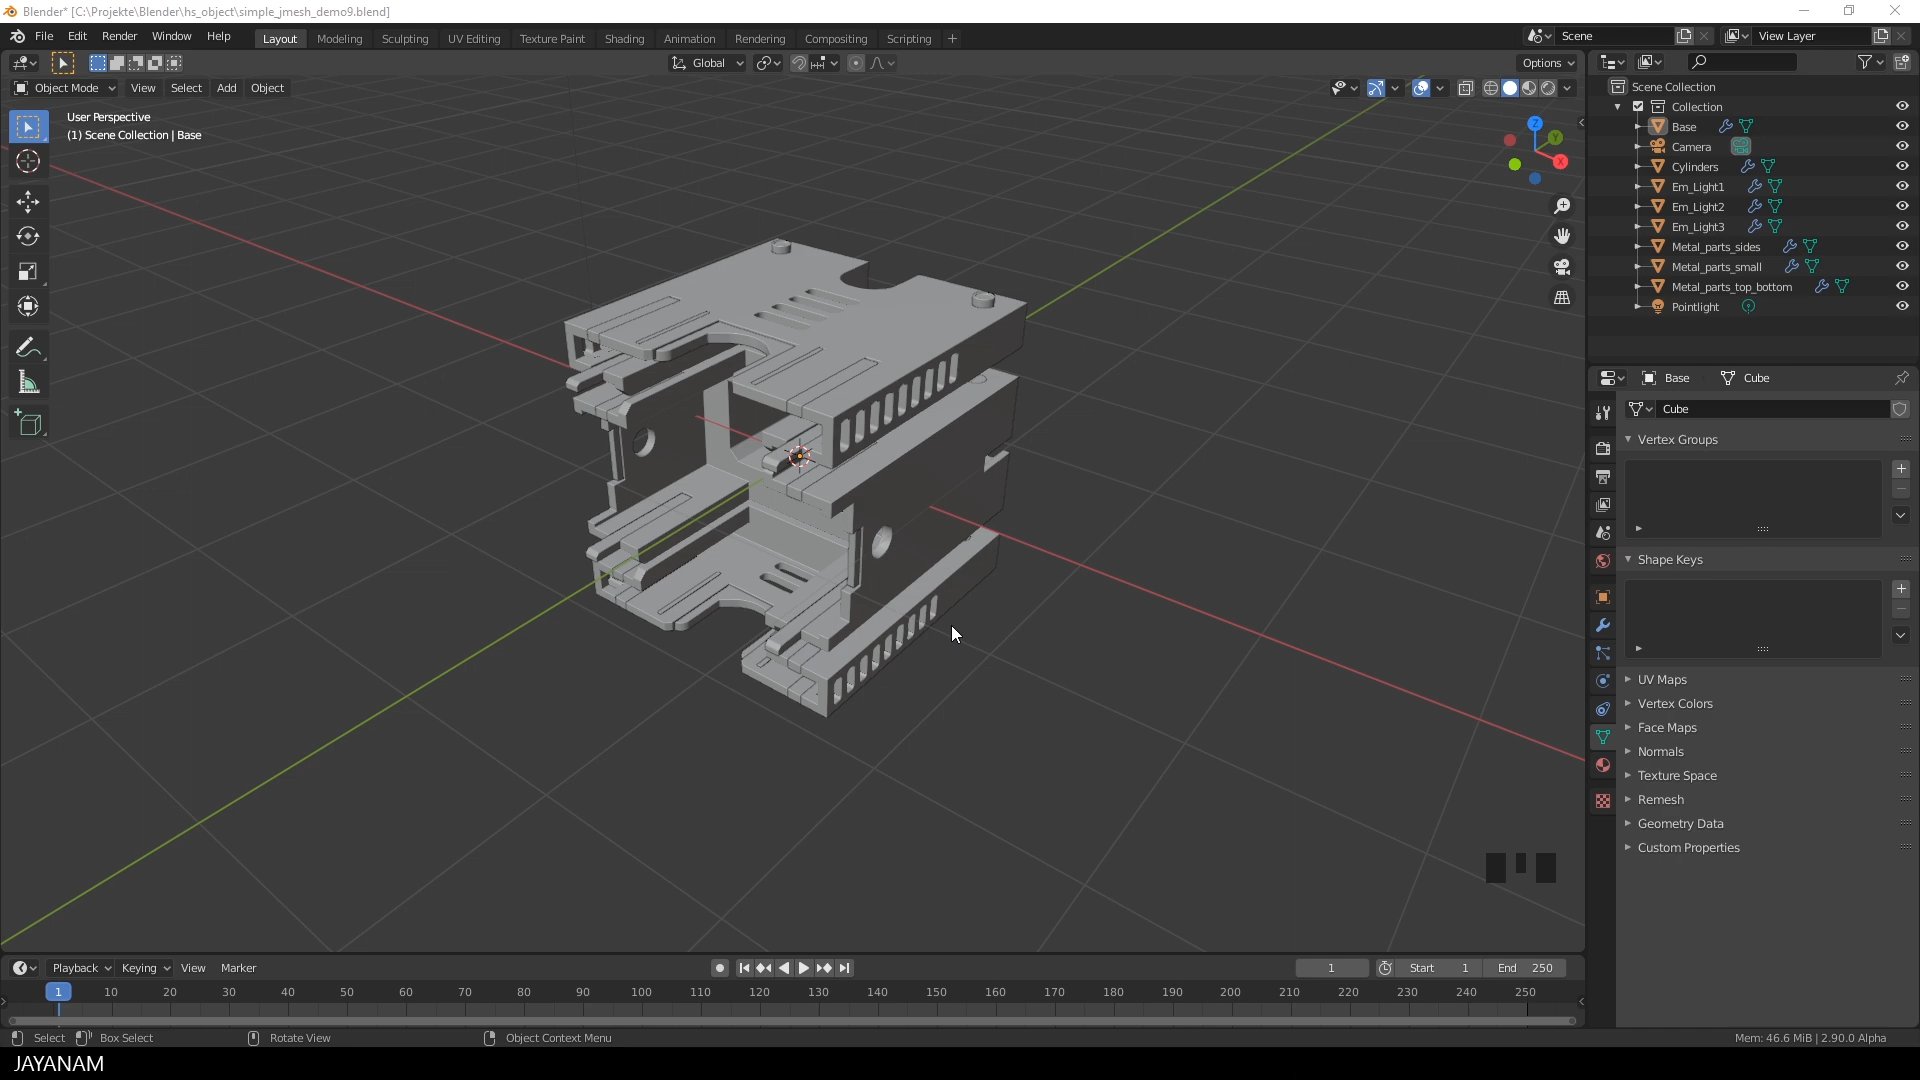 Blender* [C:\Projekte\Blender\hs_object\simple_jmesh_demo9.blend]
File Edit Render Window Help Layout Modeling Sculpting UV Editing Texture Paint Shading Animation Rendering Compositing Scripting + Scene View Layer
Global Options
Object Mode View Select Add Object
User Perspective
(1) Scene Collection | Base
Z
Y
X
Scene Collection
Collection
Base
Camera
Cylinders
Em_Light1
Em_Light2
Em_Light3
Metal_parts_sides
Metal_parts_small
Metal_parts_top_bottom
Pointlight
Base Cube
Cube
Vertex Groups
Shape Keys
UV Maps
Vertex Colors
Face Maps
Normals
Texture Space
Remesh
Geometry Data
Custom Properties
Playback Keying View Marker 1 Start 1 End 250
1 10 20 30 40 50 60 70 80 90 100 110 120 130 140 150 160 170 180 190 200 210 220 230 240 250
Select Box Select Rotate View Object Context Menu Mem: 46.6 MiB | 2.90.0 Alpha
JAYANAM